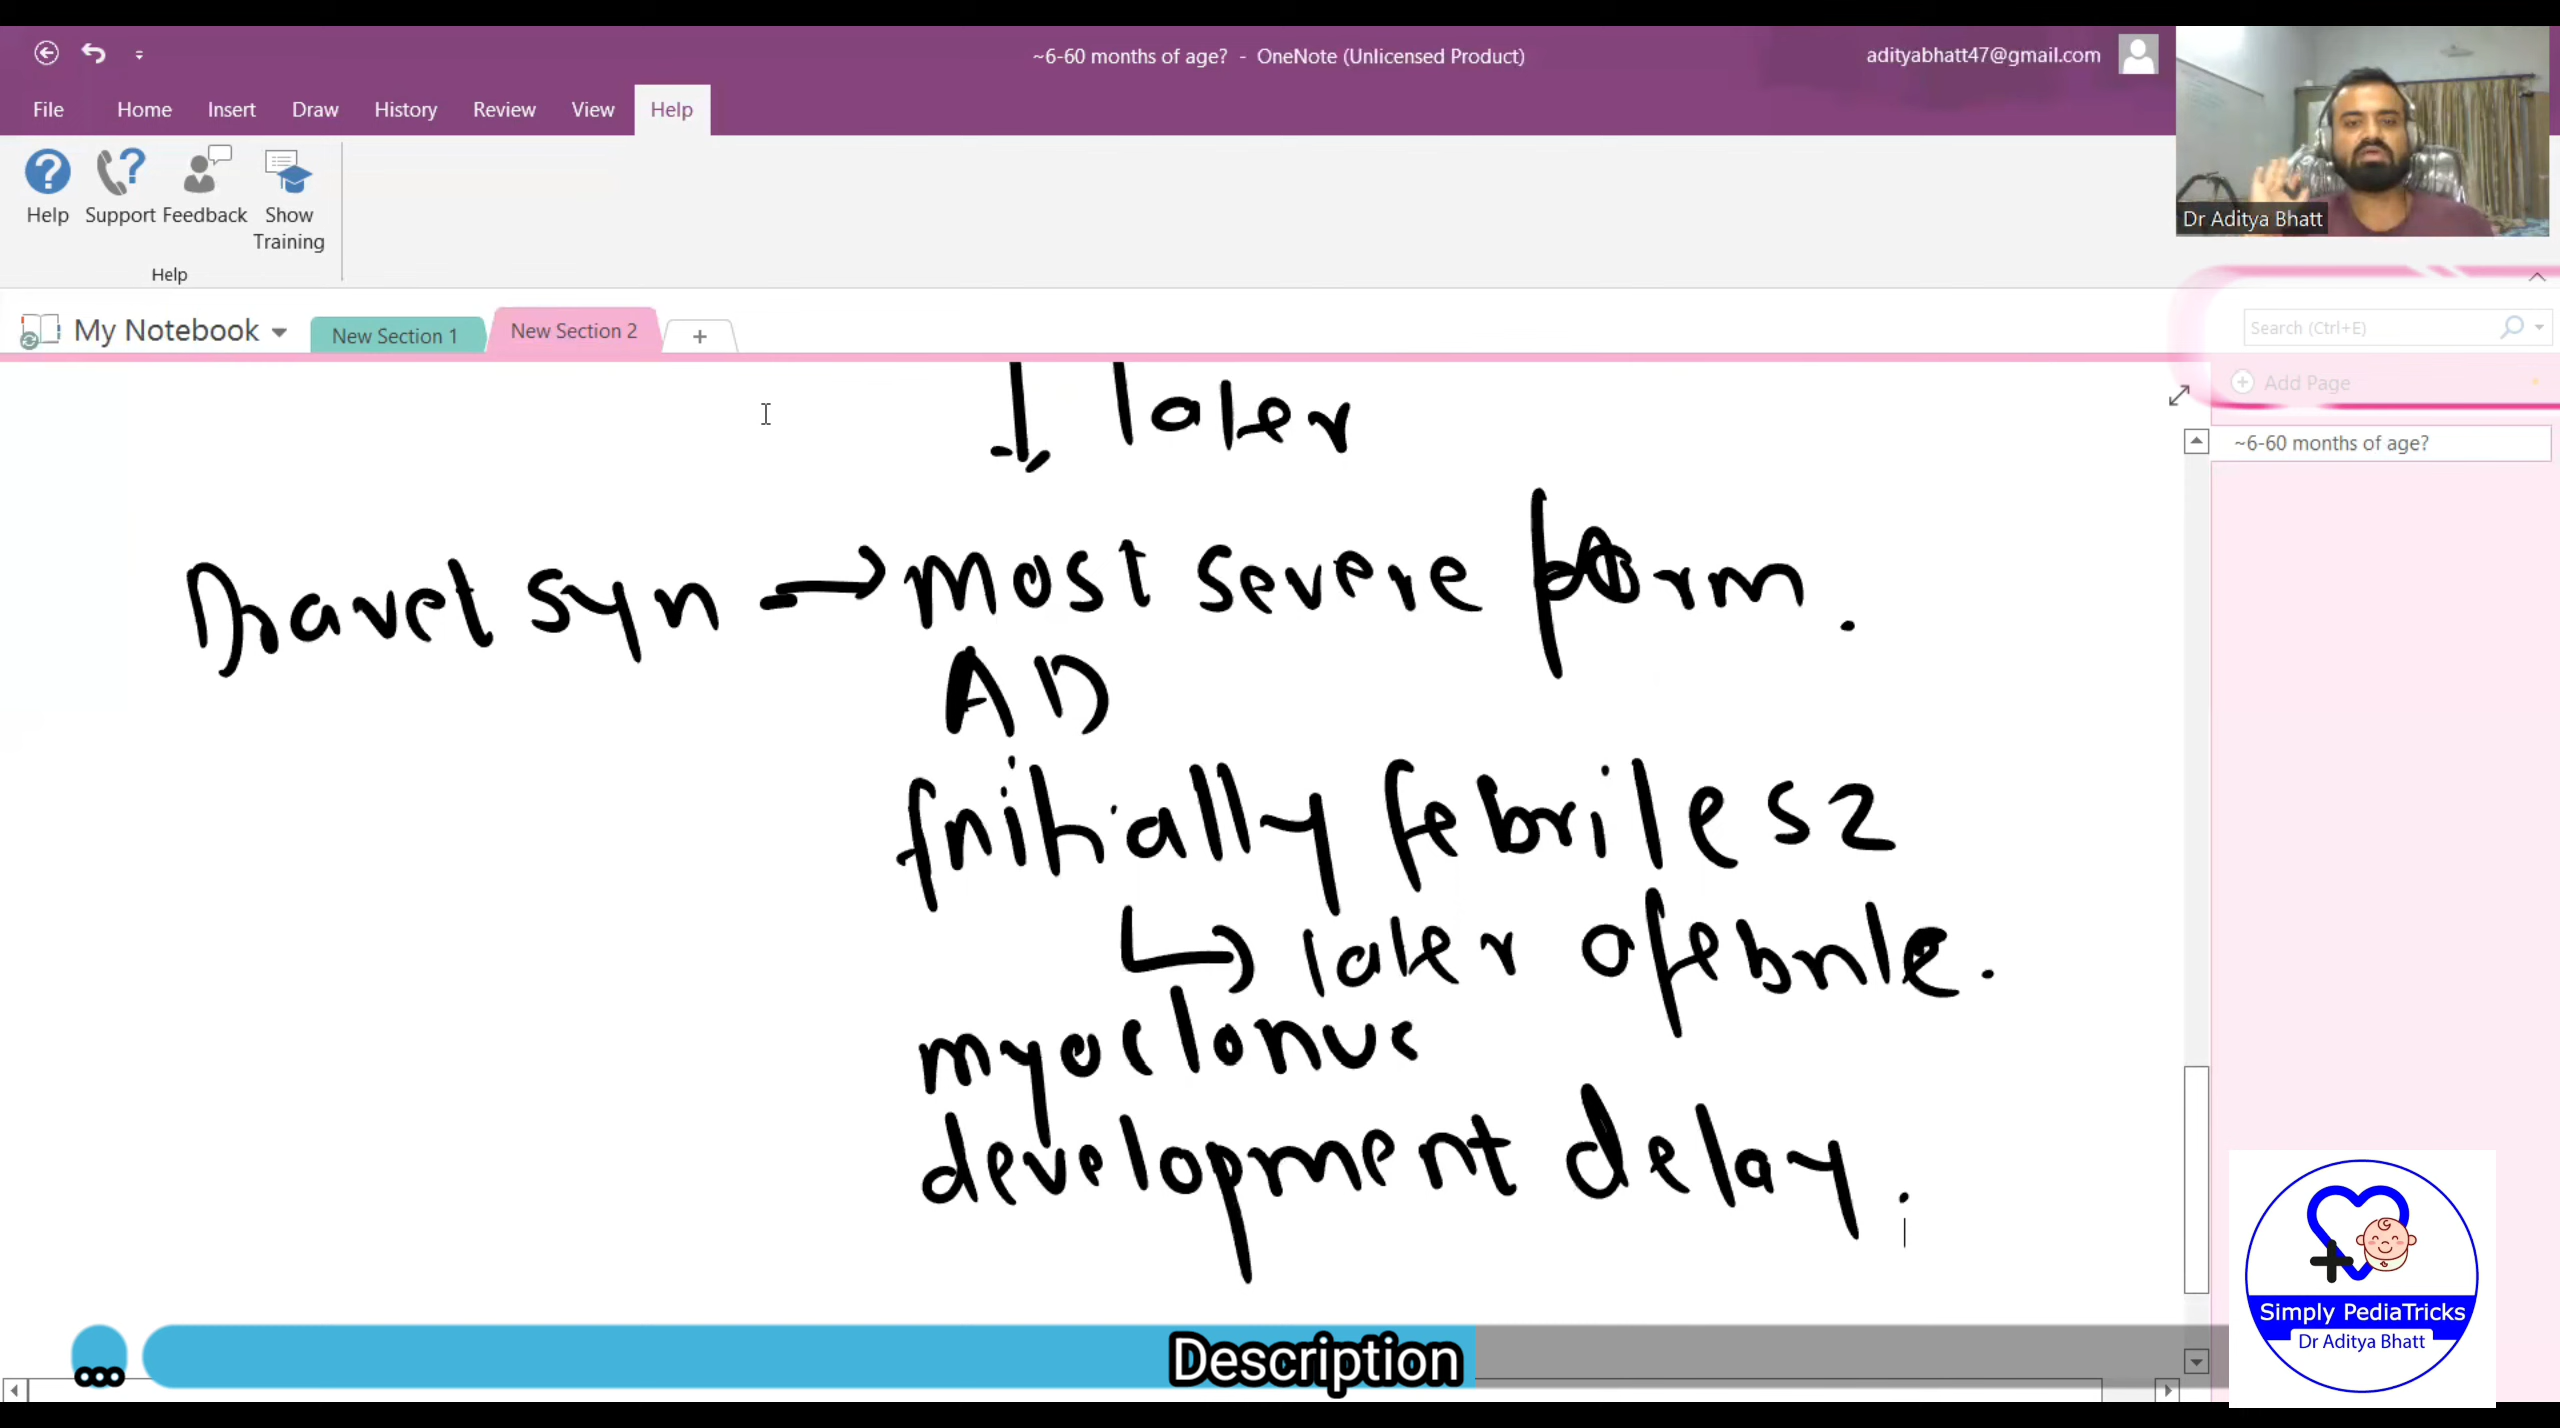 ~6-60 months of age? - OneNote (Unlicensed Product)
adityabhatt47@gmail.com
File Home Insert Draw History Review View Help
Help Support Feedback Show Training
Help
Dr Aditya Bhatt
My Notebook New Section 1 New Section 2 +
Search (Ctrl+E)
Add Page
~6-60 months of age?
later
Dravet syn → most severe form.
AD
Initially febrile sz
↳ later afebrile.
myoclonus
development delay.
Description
Simply PediaTricks
Dr Aditya Bhatt